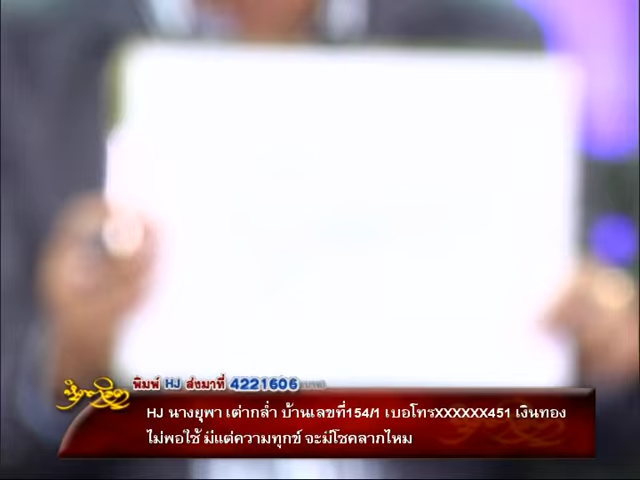 พิมพ์ HJ ส่งมาที่ 4221606
HJ นางยุพา เต่ากล่ำ บ้านเลขที่154/1 เบอโทรXXXXXX451 เงินทอง
ไม่พอใช้ มีแต่ความทุกข์ จะมีโชคลาภไหม